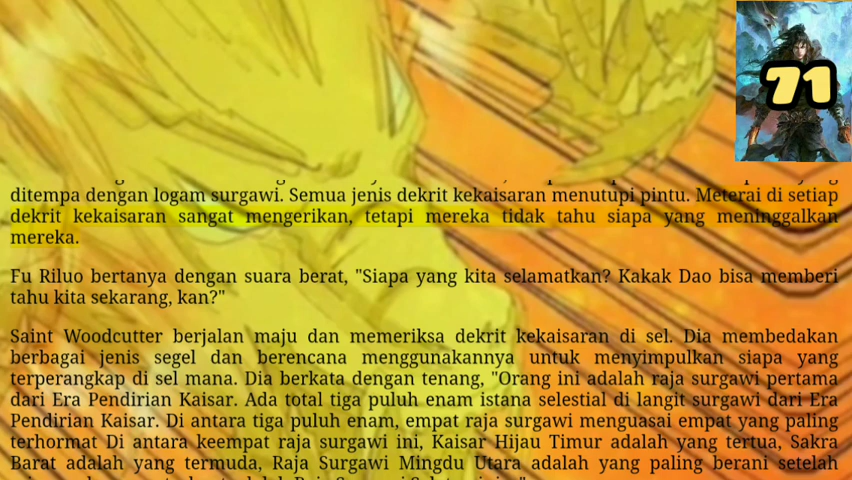 71
ditempa dengan logam surgawi. Semua jenis dekrit kekaisaran menutupi pintu. Meterai di setiap
dekrit kekaisaran sangat mengerikan, tetapi mereka tidak tahu siapa yang meninggalkan
mereka.
Fu Riluo bertanya dengan suara berat, "Siapa yang kita selamatkan? Kakak Dao bisa memberi
tahu kita sekarang, kan?"
Saint Woodcutter berjalan maju dan memeriksa dekrit kekaisaran di sel. Dia membedakan
berbagai jenis segel dan berencana menggunakannya untuk menyimpulkan siapa yang
terperangkap di sel mana. Dia berkata dengan tenang, "Orang ini adalah raja surgawi pertama
dari Era Pendirian Kaisar. Ada total tiga puluh enam istana selestial di langit surgawi dari Era
Pendirian Kaisar. Di antara tiga puluh enam, empat raja surgawi menguasai empat yang paling
terhormat Di antara keempat raja surgawi ini, Kaisar Hijau Timur adalah yang tertua, Sakra
Barat adalah yang termuda, Raja Surgawi Mingdu Utara adalah yang paling berani setelah